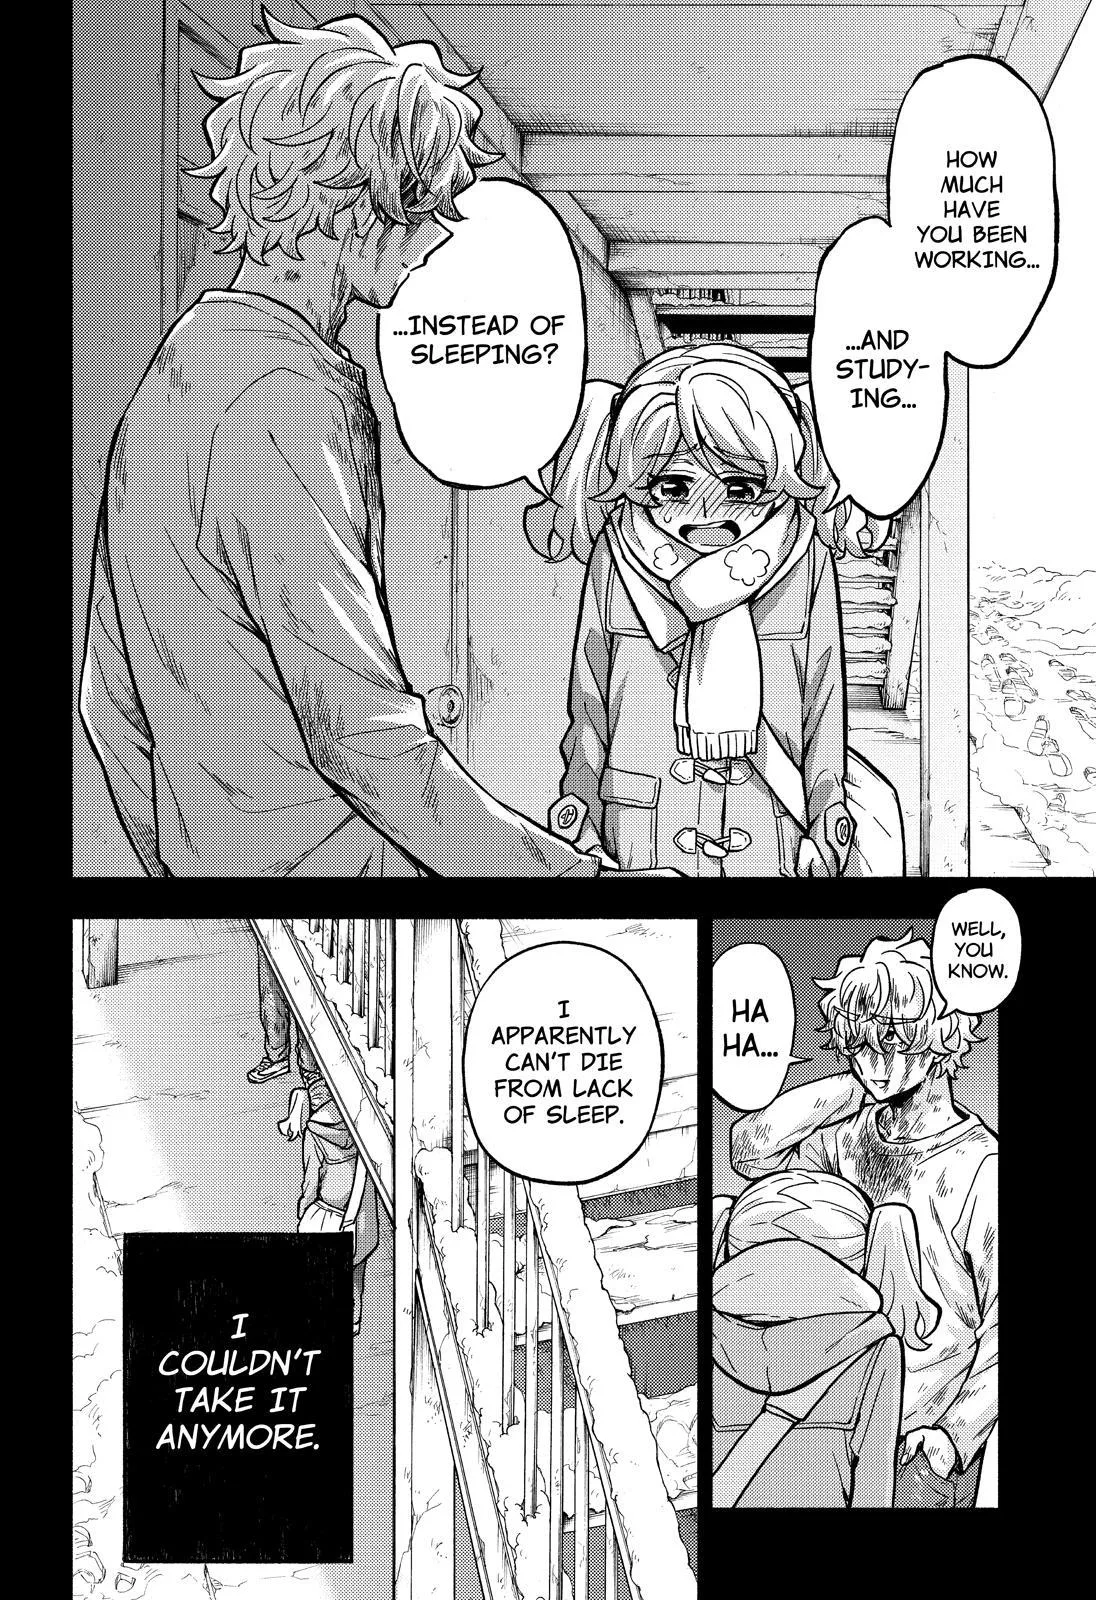 HOW
MUCH
HAVE
YOU BEEN
WORKING...
...AND
STUDY-
ING...
...INSTEAD OF
SLEEPING?
WELL,
YOU
KNOW.
HA
HA...
I
APPARENTLY
CAN'T DIE
FROM LACK
OF SLEEP.
I
COULDN'T
TAKE IT
ANYMORE.